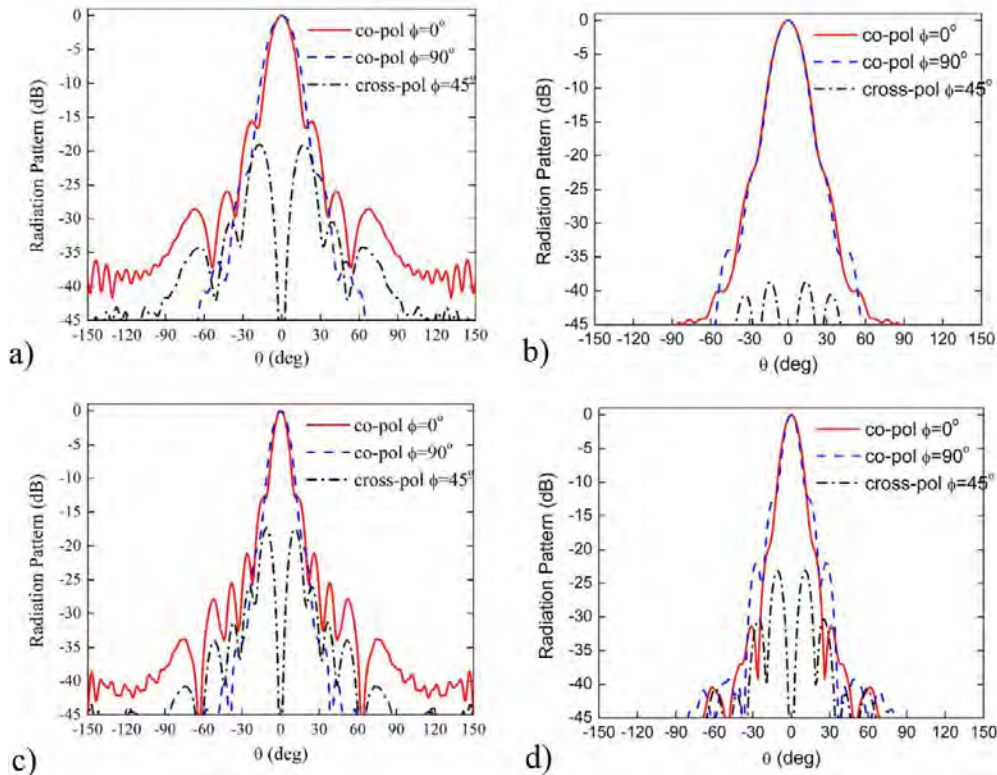 0
-5
-10
-15
-20
-25
-30
-35
-40
-45
Radiation Pattern (dB)
co-pol ϕ=0°
co-pol ϕ=90°
cross-pol ϕ=45°
-150 -120 -90 -60 -30 0 30 60 90 120 150
θ (deg)
a)
0
-5
-10
-15
-20
-25
-30
-35
-40
-45
Radiation Pattern (dB)
co-pol ϕ=0°
co-pol ϕ=90°
cross-pol ϕ=45°
-150 -120 -90 -60 -30 0 30 60 90 120 150
θ (deg)
b)
0
-5
-10
-15
-20
-25
-30
-35
-40
-45
Radiation Pattern (dB)
co-pol ϕ=0°
co-pol ϕ=90°
cross-pol ϕ=45°
-150 -120 -90 -60 -30 0 30 60 90 120 150
θ (deg)
c)
0
-5
-10
-15
-20
-25
-30
-35
-40
-45
Radiation Pattern (dB)
co-pol ϕ=0°
co-pol ϕ=90°
cross-pol ϕ=45°
-150 -120 -90 -60 -30 0 30 60 90 120 150
θ (deg)
d)